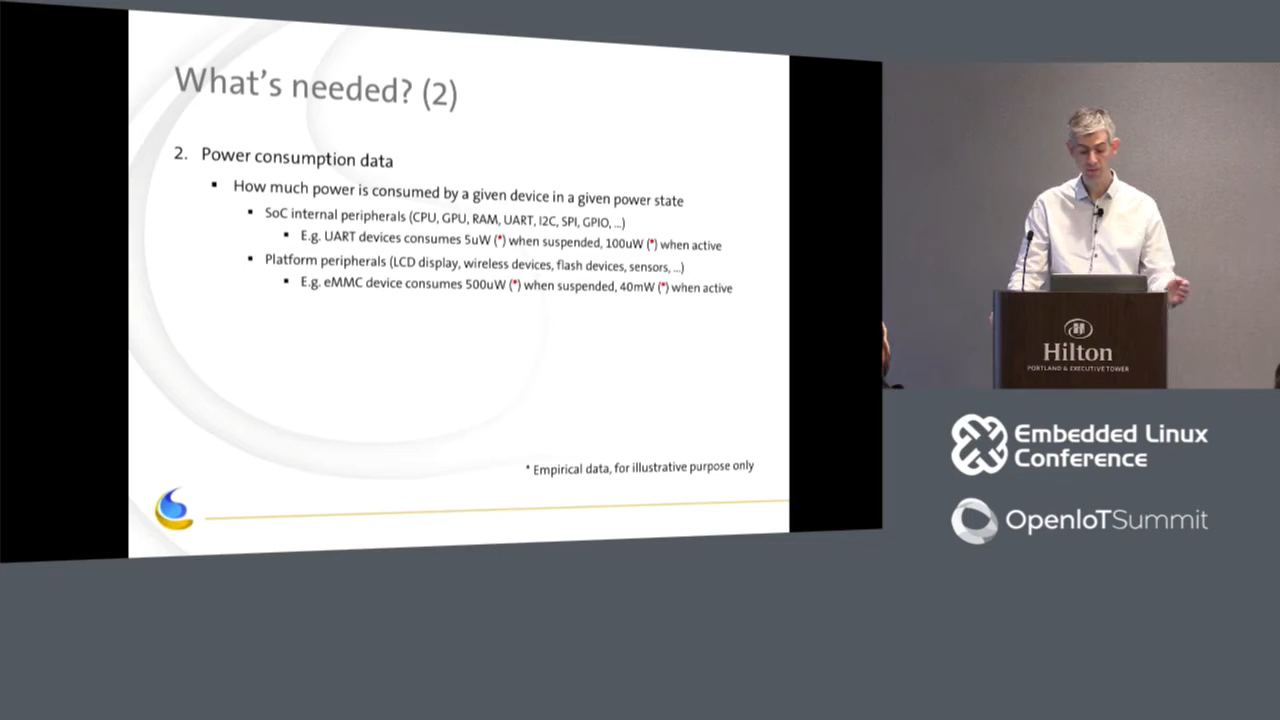 What's needed? (2)
2. Power consumption data
▪ How much power is consumed by a given device in a given power state
▪ SoC internal peripherals (CPU, GPU, RAM, UART, I2C, SPI, GPIO, ...)
▪ E.g. UART devices consumes 5uW (*) when suspended, 100uW (*) when active
▪ Platform peripherals (LCD display, wireless devices, flash devices, sensors, ...)
▪ E.g. eMMC device consumes 500uW (*) when suspended, 40mW (*) when active
* Empirical data, for illustrative purpose only
Hilton
PORTLAND & EXECUTIVE TOWER
Embedded Linux
Conference
OpenIoTSummit